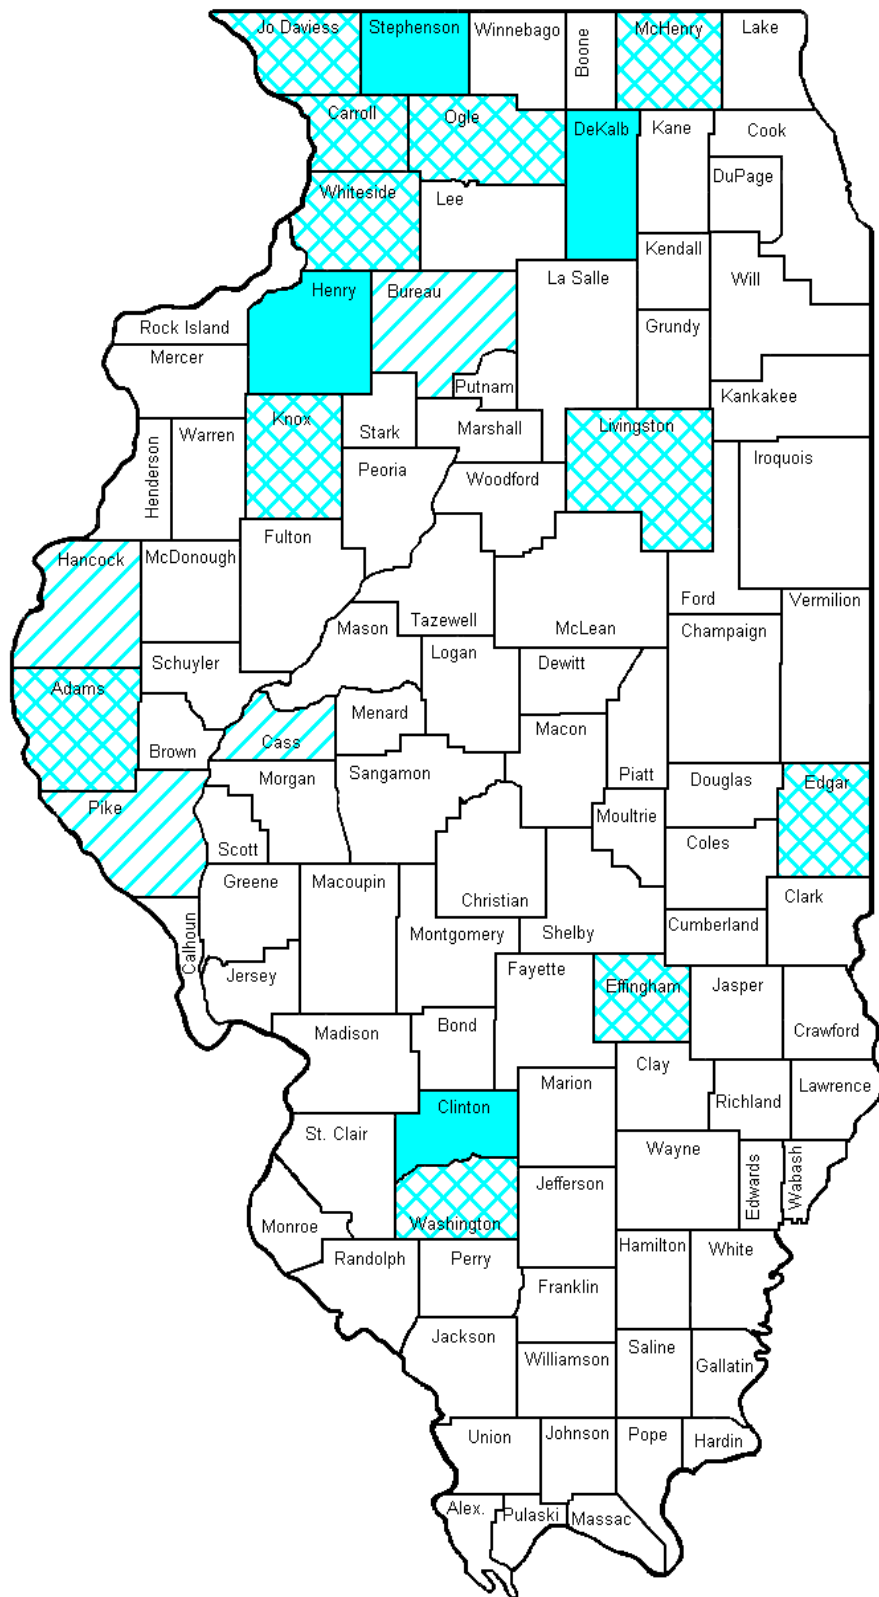 Jo Daviess
Stephenson
Winnebago
Boone
McHenry
Lake
Carroll
Ogle
DeKalb
Kane
Cook
DuPage
Whiteside
Lee
Kendall
La Salle
Will
Henry
Bureau
Rock Island
Grundy
Mercer
Putnam
Kankakee
Knox
Stark
Marshall
Livingston
Warren
Henderson
Peoria
Woodford
Iroquois
Fulton
Hancock
McDonough
Ford
Vermilion
Mason
Tazewell
McLean
Champaign
Schuyler
Logan
Dewitt
Adams
Menard
Macon
Brown
Cass
Morgan
Sangamon
Piatt
Douglas
Edgar
Pike
Moultrie
Scott
Coles
Greene
Macoupin
Christian
Clark
Calhoun
Montgomery
Shelby
Cumberland
Jersey
Fayette
Effingham
Jasper
Madison
Bond
Crawford
Clay
Marion
Clinton
Richland
Lawrence
St. Clair
Wayne
Edwards
Wabash
Jefferson
Monroe
Washington
Randolph
Perry
Hamilton
White
Franklin
Jackson
Williamson
Saline
Gallatin
Union
Johnson
Pope
Hardin
Alex.
Pulaski
Massac